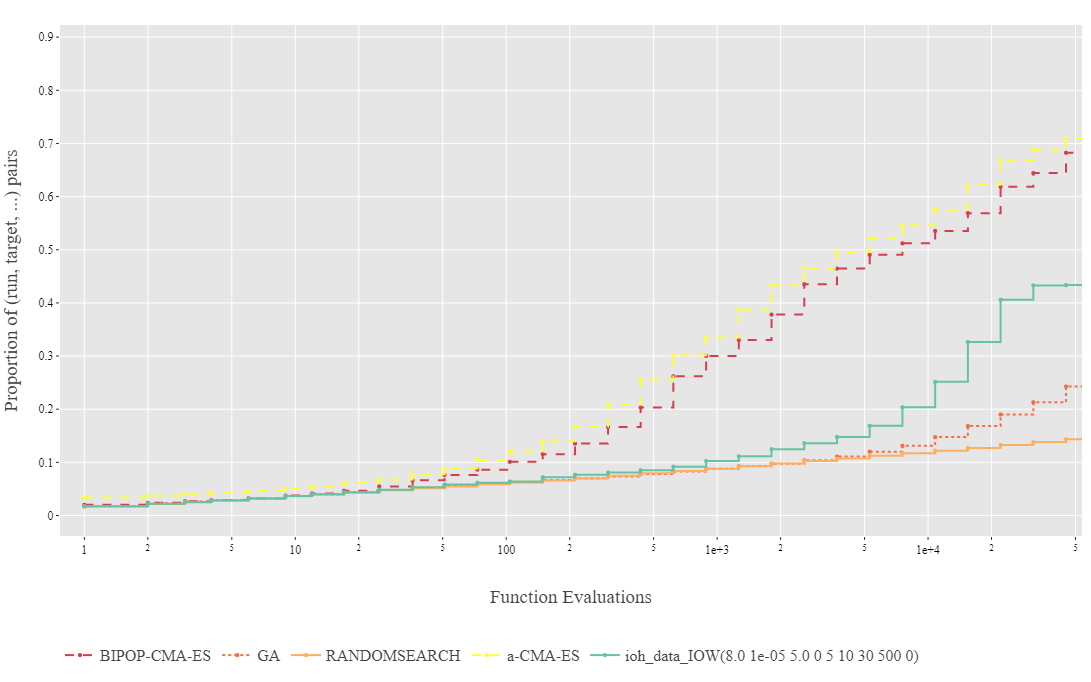 0.9
0.8
0.7
0.6
0.5
0.4
0.3
0.2
0.1
0
Proportion of (run, target, ...) pairs
1 2 5 10 2 5 100 2 5 1e+3 2 5 1e+4 2 5
Function Evaluations
BIPOP-CMA-ES GA RANDOMSEARCH a-CMA-ES ioh_data_IOW(8.0 1e-05 5.0 0 5 10 30 500 0)